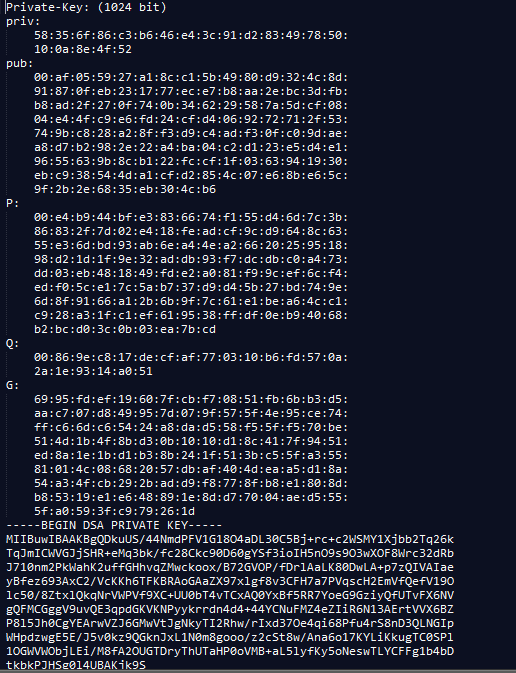 Private-Key: (1024 bit)
priv:
58:35:6f:86:c3:b6:46:e4:3c:91:d2:83:49:78:50:
10:0a:8e:4f:52
pub:
00:af:05:59:27:a1:8c:c1:5b:49:80:d9:32:4c:8d:
91:87:0f:eb:23:17:77:ec:e7:b8:aa:2e:bc:3d:fb:
b8:ad:2f:27:0f:74:0b:34:62:29:58:7a:5d:cf:08:
04:e4:4f:c9:e6:fd:24:cf:d4:06:92:72:71:2f:53:
74:9b:c8:28:a2:8f:f3:d9:c4:ad:f3:0f:c0:9d:ae:
a8:d7:b2:98:2e:22:a4:ba:04:c2:d1:23:e5:d4:e1:
96:55:63:9b:8c:b1:22:fc:cf:1f:03:63:94:19:30:
eb:c9:38:54:4d:a1:cf:d2:85:4c:07:e6:8b:e6:5c:
9f:2b:2e:68:35:eb:30:4c:b6
P:
00:e4:b9:44:bf:e3:83:66:74:f1:55:d4:6d:7c:3b:
86:83:2f:7d:02:e4:18:fe:ad:cf:9c:d9:64:8c:63:
55:e3:6d:bd:93:ab:6e:a4:4e:a2:66:20:25:95:18:
98:d2:1d:1f:9e:32:ad:db:93:f7:dc:db:c0:a4:73:
dd:03:eb:48:18:49:fd:e2:a0:81:f9:9c:ef:6c:f4:
ed:f0:5c:e1:7c:5a:b7:37:d9:d4:5b:27:bd:74:9e:
6d:8f:91:66:a1:2b:6b:9f:7c:61:e1:be:a6:4c:c1:
c9:28:a3:1f:c1:ef:61:95:38:ff:df:0e:b9:40:68:
b2:bc:d0:3c:0b:03:ea:7b:cd
Q:
00:86:9e:c8:17:de:cf:af:77:03:10:b6:fd:57:0a:
2a:1e:93:14:a0:51
G:
69:95:fd:ef:19:60:7f:cb:f7:08:51:fb:6b:b3:d5:
aa:c7:07:d8:49:95:7d:07:9f:57:5f:4e:95:ce:74:
ff:c6:6d:c6:54:24:a8:da:d5:58:f5:5f:f5:70:be:
51:4d:1b:4f:8b:d3:0b:10:10:d1:8c:41:7f:94:51:
ed:8a:1e:1b:d1:b3:8b:24:1f:51:3b:c5:5f:a3:55:
81:01:4c:08:68:20:57:db:af:40:4d:ea:a5:d1:8a:
54:a3:4f:cb:29:b2:ad:d9:f8:77:8f:b8:e1:80:8d:
b8:53:19:e1:e6:48:89:1e:8d:d7:70:04:ae:d5:55:
5f:a0:59:3f:c9:79:26:1d
-----BEGIN DSA PRIVATE KEY-----
MIIBuwIBAAKBgQDkuUS/44NmdPFV1G18O4aDL30C5Bj+rc+c2WSMY1Xjbb2Tq26k
TqJmICWVGJjSHR+eMq3bk/fc28Ckc90D60gYSf3ioIH5nO9s9O3wXOF8Wrc32dRb
J710nm2PkWahK2uffGHhvqZMwckoox/B72GVOP/fDrlAaLK80DwLA+p7zQIVAIae
yBfez693AxC2/VcKKh6TFKBRAoGAaZX97xlgf8v3CFH7a7PVqscH2EmVfQefV19O
lc50/8ZtxlQkqNrVWPVf9XC+UU0bT4vTCxAQ0YxBf5RR7YoeG9GziyQfUTvFX6NV
gQFMCGggV9uvQE3qpdGKVKNPyykrrdn4d4+44YCNuFMZ4eZIiR6N13AErtVVX6BZ
P8l5Jh0CgYEArwVZJ6GMwVtJgNkyTI2Rhw/rIxd37Oe4qi68Pfu4rS8nD3QLNGIp
WHpdzwgE5E/J5v0kz9QGknJxL1N0m8gooo/z2cSt8w/Ana6o17KYLiKkugTC0SPl
1OGWVWObjLEi/M8fA2OUGTDryThUTaHP0oVMB+aL5lyfKy5oNeswTLYCFFg1b4bD
tkbkPJHSg0l4UBAKjk9S